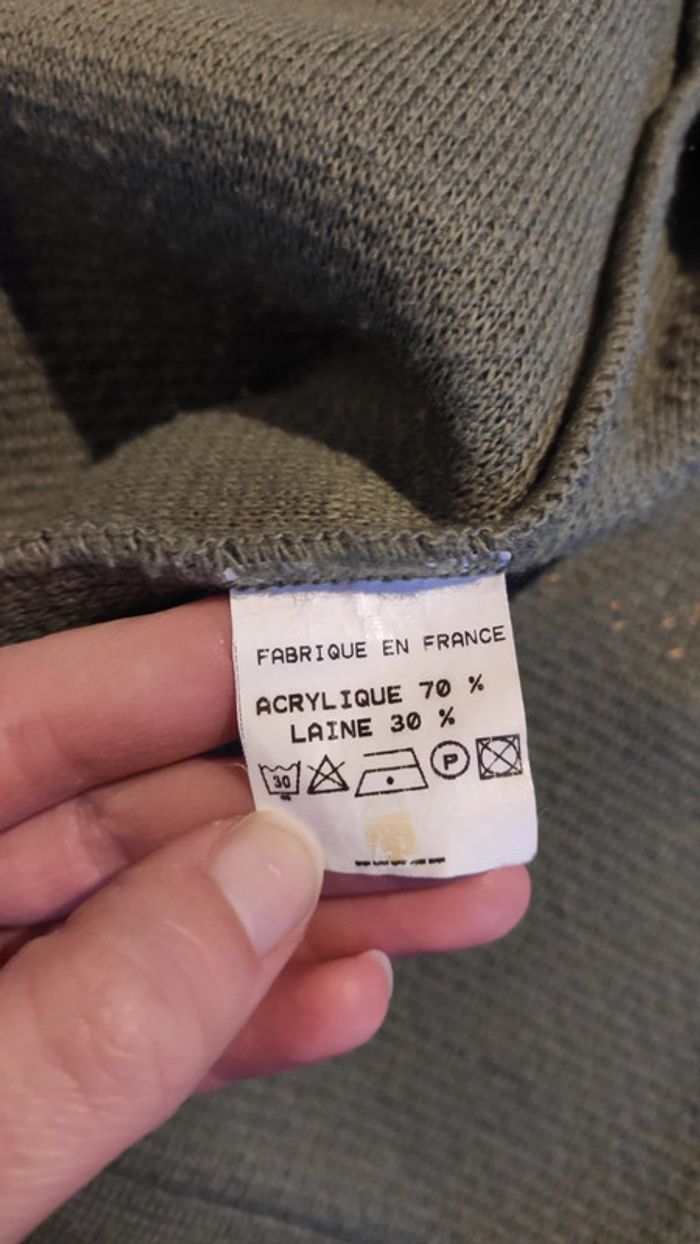 FABRIQUE EN FRANCE
ACRYLIQUE 70 %
LAINE 30 %
30 P